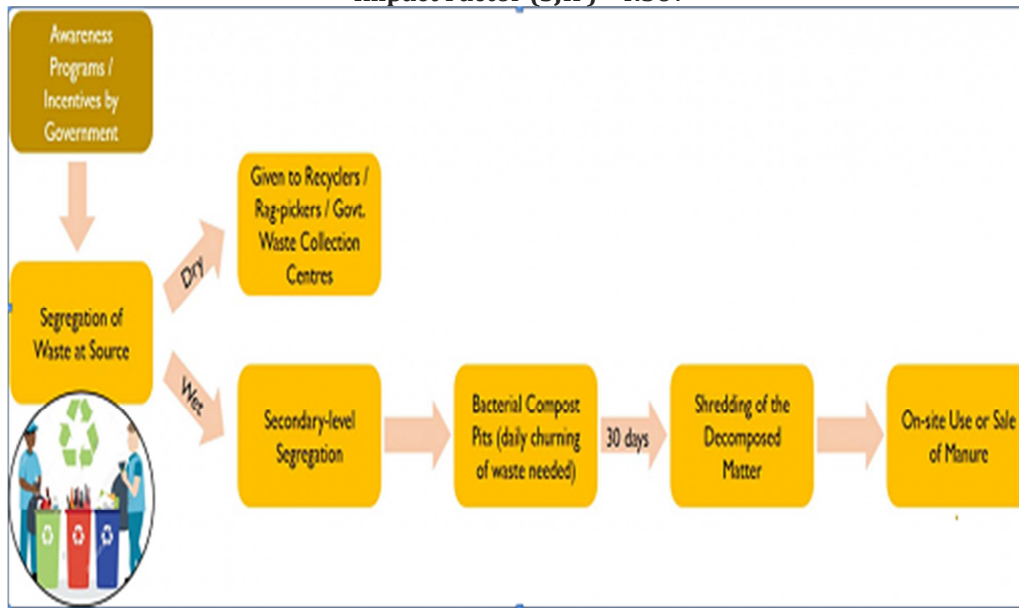 Awareness
Programs /
Incentives by
Government
Segregation of
Waste at Source
Dry
Given to Recyclers /
Rag-pickers / Govt.
Waste Collection
Centres
Wet
Secondary-level
Segregation
Bacterial Compost
Pits (daily churning
of waste needed)
30 days
Shredding of the
Decomposed
Matter
On-site Use or Sale
of Manure